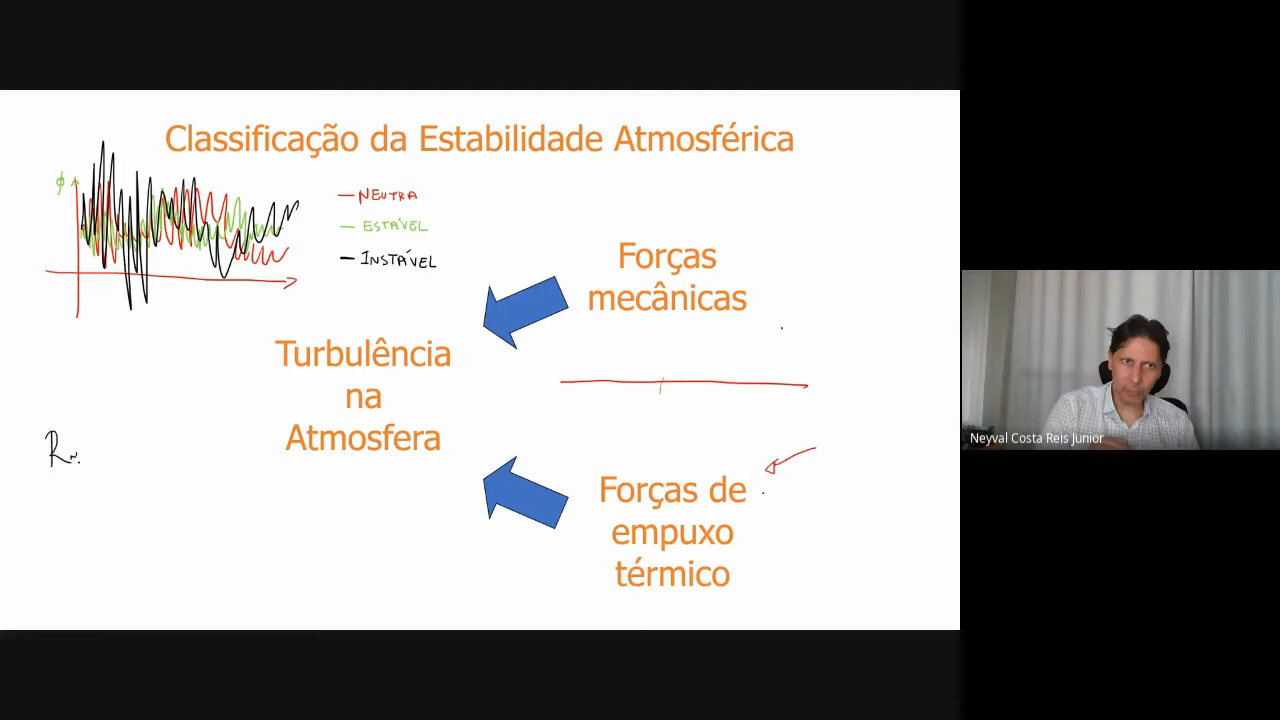 Classificação da Estabilidade Atmosférica
ϕ
NEUTRA
ESTÁVEL
INSTÁVEL
Forças
mecânicas
Turbulência
na
Atmosfera
Forças de
empuxo
térmico
Neyval Costa Reis Junior